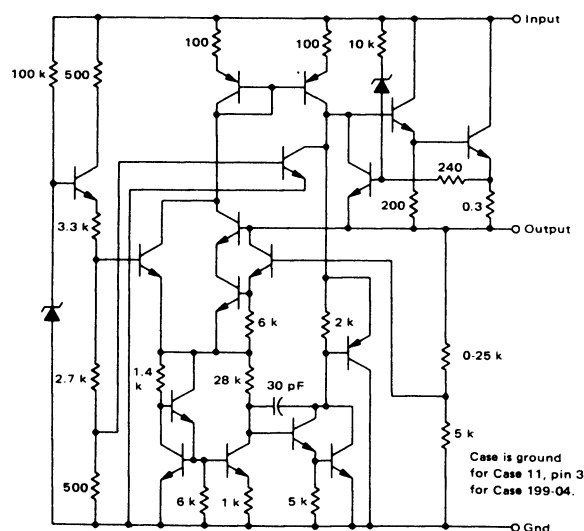 Input
100
100
10 k
100 k
500
240
200
0.3
3.3 k
Output
6 k
2 k
0-25 k
2.7 k
1.4
k
28 k
30 pF
5 k
Case is ground
for Case 11, pin 3
for Case 199-04.
500
6 k
1 k
5 k
Gnd